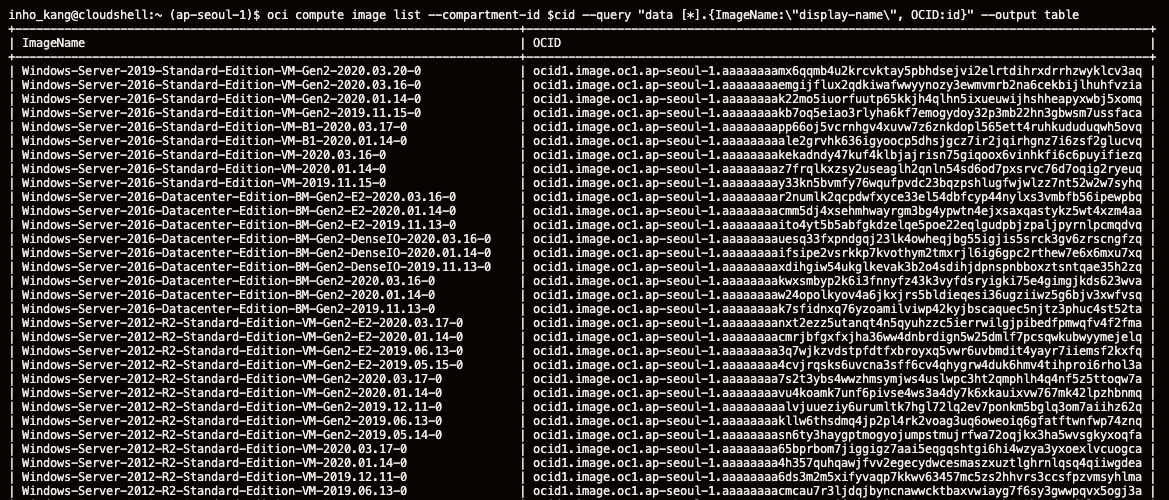 inho_kang@cloudshell:~ (ap-seoul-1)$ oci compute image list --compartment-id $cid --query "data [*].{ImageName:\"display-name\", OCID:id}" --output table
| ImageName | OCID |
| Windows-Server-2019-Standard-Edition-VM-Gen2-2020.03.20-0 | ocid1.image.oc1.ap-seoul-1.aaaaaaaamx6qqmb4u2krcvktay5pbhdsejvi2elrtdihrxdrrhzwyklcv3aq
| Windows-Server-2016-Standard-Edition-VM-Gen2-2020.03.16-0 | ocid1.image.oc1.ap-seoul-1.aaaaaaaaemgijflux2qdkiwafwwyynozy3ewmvmrb2na6cekbijlhuhfvzia
| Windows-Server-2016-Standard-Edition-VM-Gen2-2020.01.14-0 | ocid1.image.oc1.ap-seoul-1.aaaaaaaak22mo5iuorfuutp65kkjh4qlhn5ixueuwijhshheapyxwbj5xomq
| Windows-Server-2016-Standard-Edition-VM-Gen2-2019.11.15-0 | ocid1.image.oc1.ap-seoul-1.aaaaaaaakb7oq5eiao3rlyha6kf7emogydoy32p3mb22hn3gbwsm7ussfaca
| Windows-Server-2016-Standard-Edition-VM-B1-2020.03.17-0 | ocid1.image.oc1.ap-seoul-1.aaaaaaaapp66oj5vcrnhgv4xuvw7z6znkdopl565ett4ruhkududuqwh5ovq
| Windows-Server-2016-Standard-Edition-VM-B1-2020.01.14-0 | ocid1.image.oc1.ap-seoul-1.aaaaaaaale2grvhk636igyoocp5dhsjgcz7ir2jqirhgnz7i6zsf2glucvq
| Windows-Server-2016-Standard-Edition-VM-2020.03.16-0 | ocid1.image.oc1.ap-seoul-1.aaaaaaaakekadndy47kuf4klbjajrisn75giqoox6vinhkfi6c6puyifiezq
| Windows-Server-2016-Standard-Edition-VM-2020.01.14-0 | ocid1.image.oc1.ap-seoul-1.aaaaaaaaz7frqlkxzsy2useaglh2qnln54sd6od7pxsrvc76d7oqig2ryeuq
| Windows-Server-2016-Standard-Edition-VM-2019.11.15-0 | ocid1.image.oc1.ap-seoul-1.aaaaaaaay33kn5bvmfy76wqufpvdc23bqzpshlugfwjwlzz7nt52w2w7syhq
| Windows-Server-2016-Datacenter-Edition-BM-Gen2-E2-2020.03.16-0 | ocid1.image.oc1.ap-seoul-1.aaaaaaaar2numlk2qcpdwfxyce33el54dbfcyp44nylxs3vmbfb56ipewpbq
| Windows-Server-2016-Datacenter-Edition-BM-Gen2-E2-2020.01.14-0 | ocid1.image.oc1.ap-seoul-1.aaaaaaaacmm5dj4xsehmhwayrgm3bg4ypwtn4ejxsaxqastykz5wt4xzm4aa
| Windows-Server-2016-Datacenter-Edition-BM-Gen2-E2-2019.11.13-0 | ocid1.image.oc1.ap-seoul-1.aaaaaaaaito4yt5b5abfgkdzelqe5poe22eqlgudpbjzpaljpyrnlpcmqdvq
| Windows-Server-2016-Datacenter-Edition-BM-Gen2-DenseIO-2020.03.16-0 | ocid1.image.oc1.ap-seoul-1.aaaaaaaauesq33fxpndgqj23lk4owheqjbg55igjis5srck3gv6zrscngfzq
| Windows-Server-2016-Datacenter-Edition-BM-Gen2-DenseIO-2020.01.14-0 | ocid1.image.oc1.ap-seoul-1.aaaaaaaaifsipe2vsrkkp7kvothym2tmxrjl6ig6gpc2rthew7e6x6mxu7xq
| Windows-Server-2016-Datacenter-Edition-BM-Gen2-DenseIO-2019.11.13-0 | ocid1.image.oc1.ap-seoul-1.aaaaaaaaxdihgiw54ukglkevak3b2o4sdihjdpnspnbboxztsntqae35h2zq
| Windows-Server-2016-Datacenter-Edition-BM-Gen2-2020.03.16-0 | ocid1.image.oc1.ap-seoul-1.aaaaaaaakwxsmbyp2k6i3fnnyfz43k3vyfdsryigki75e4gimgjkds623wva
| Windows-Server-2016-Datacenter-Edition-BM-Gen2-2020.01.14-0 | ocid1.image.oc1.ap-seoul-1.aaaaaaaaw24opolkyov4a6jkxjrs5bldieqesi36ugziiwz5g6bjv3xwfvsq
| Windows-Server-2016-Datacenter-Edition-BM-Gen2-2019.11.13-0 | ocid1.image.oc1.ap-seoul-1.aaaaaaaak7sfidnxq76yzoamilviwp42kyjbscaquec5njtz3phuc4st52ta
| Windows-Server-2012-R2-Standard-Edition-VM-Gen2-E2-2020.03.17-0 | ocid1.image.oc1.ap-seoul-1.aaaaaaaanxt2ezz5utanqt4n5qyuhzzc5ierrwilgjpibedfpmwqfv4f2fma
| Windows-Server-2012-R2-Standard-Edition-VM-Gen2-E2-2020.01.14-0 | ocid1.image.oc1.ap-seoul-1.aaaaaaaacmrjbfgxfxjha36ww4dnbrdign5w25dmlf7pcsqwkubwyymejelq
| Windows-Server-2012-R2-Standard-Edition-VM-Gen2-E2-2019.06.13-0 | ocid1.image.oc1.ap-seoul-1.aaaaaaaa3q7wjkzvdstpfdtfxbroyxq5vwr6uvbmdit4yayr7iiemsf2kxfq
| Windows-Server-2012-R2-Standard-Edition-VM-Gen2-E2-2019.05.15-0 | ocid1.image.oc1.ap-seoul-1.aaaaaaaa4cvjrqsks6uvcna3sff6cv4qhygrw4duk6hmv4tihproi6rhol3a
| Windows-Server-2012-R2-Standard-Edition-VM-Gen2-2020.03.17-0 | ocid1.image.oc1.ap-seoul-1.aaaaaaaa7s2t3ybs4wwzhmsymjws4uslwpc3ht2qmphlh4q4nf5z5ttoqw7a
| Windows-Server-2012-R2-Standard-Edition-VM-Gen2-2020.01.14-0 | ocid1.image.oc1.ap-seoul-1.aaaaaaaavu4koamk7unf6pivse4ws3a4dy7k6xkauixvw767mk42lpzhbnmq
| Windows-Server-2012-R2-Standard-Edition-VM-Gen2-2019.12.11-0 | ocid1.image.oc1.ap-seoul-1.aaaaaaaaalvjuueziy6urumltk7hgl72lq2ev7ponkm5bglq3om7aiihz62q
| Windows-Server-2012-R2-Standard-Edition-VM-Gen2-2019.06.13-0 | ocid1.image.oc1.ap-seoul-1.aaaaaaaakllw6thsdmq4jp2pl4rk2voag3uq6oweoiq6gfatftwnfwp74znq
| Windows-Server-2012-R2-Standard-Edition-VM-Gen2-2019.05.14-0 | ocid1.image.oc1.ap-seoul-1.aaaaaaaasn6ty3haygptmogyojumpstmujrfwa72oqjkx3ha5wvsgkyxoqfa
| Windows-Server-2012-R2-Standard-Edition-VM-2020.03.17-0 | ocid1.image.oc1.ap-seoul-1.aaaaaaaa65bprbom7jiggigz7aai5eqgqshtgi6hi4wzya3yxoexlvcuogca
| Windows-Server-2012-R2-Standard-Edition-VM-2020.01.14-0 | ocid1.image.oc1.ap-seoul-1.aaaaaaaa4h357quhqawjfvv2egecydwcesmaszxuztlghrnlqsq4qiiwgdea
| Windows-Server-2012-R2-Standard-Edition-VM-2019.12.11-0 | ocid1.image.oc1.ap-seoul-1.aaaaaaaa6ds3m2m5xifyvaqp7kkwv63457mc5zs2hhvrs3ccsfpzvmsyhlma
| Windows-Server-2012-R2-Standard-Edition-VM-2019.06.13-0 | ocid1.image.oc1.ap-seoul-1.aaaaaaaacmcau7r3ljdqjbyncnawwcktbaxvwiayg7f6sy3gwwpqvx5ogj3a